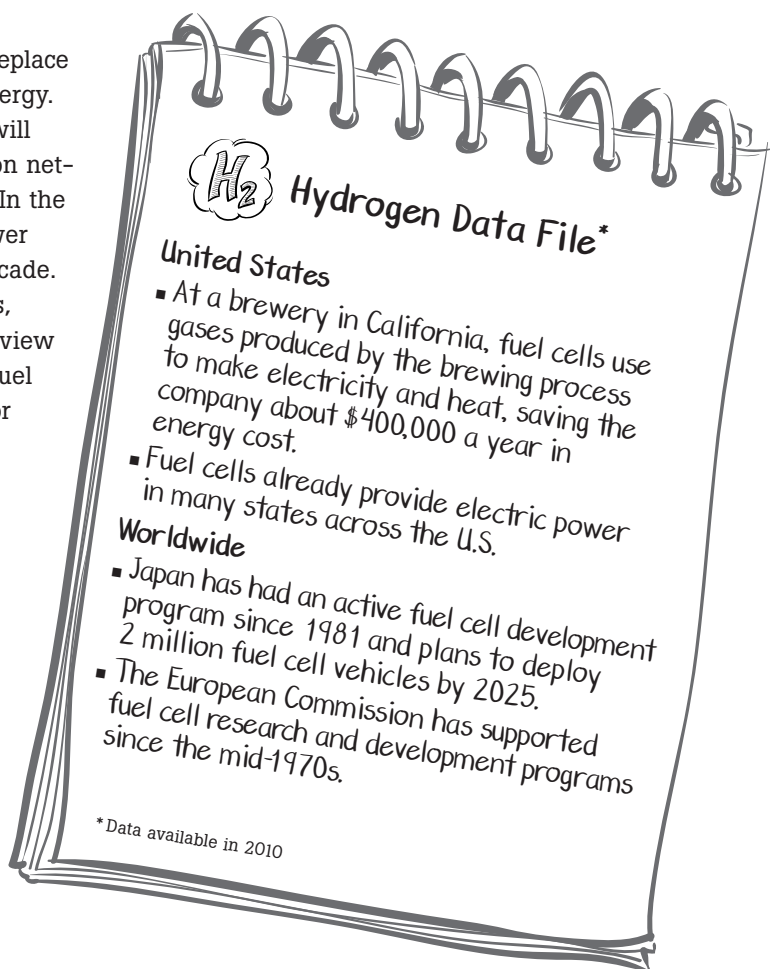 eplace
ergy.
will
on net-
In the
wer
cade.
s,
view
uel
or
H2
Hydrogen Data File*
United States
▪ At a brewery in California, fuel cells use
gases produced by the brewing process
to make electricity and heat, saving the
company about $400,000 a year in
energy cost.
▪ Fuel cells already provide electric power
in many states across the U.S.
Worldwide
▪ Japan has had an active fuel cell development
program since 1981 and plans to deploy
2 million fuel cell vehicles by 2025.
▪ The European Commission has supported
fuel cell research and development programs
since the mid-1970s.
*Data available in 2010